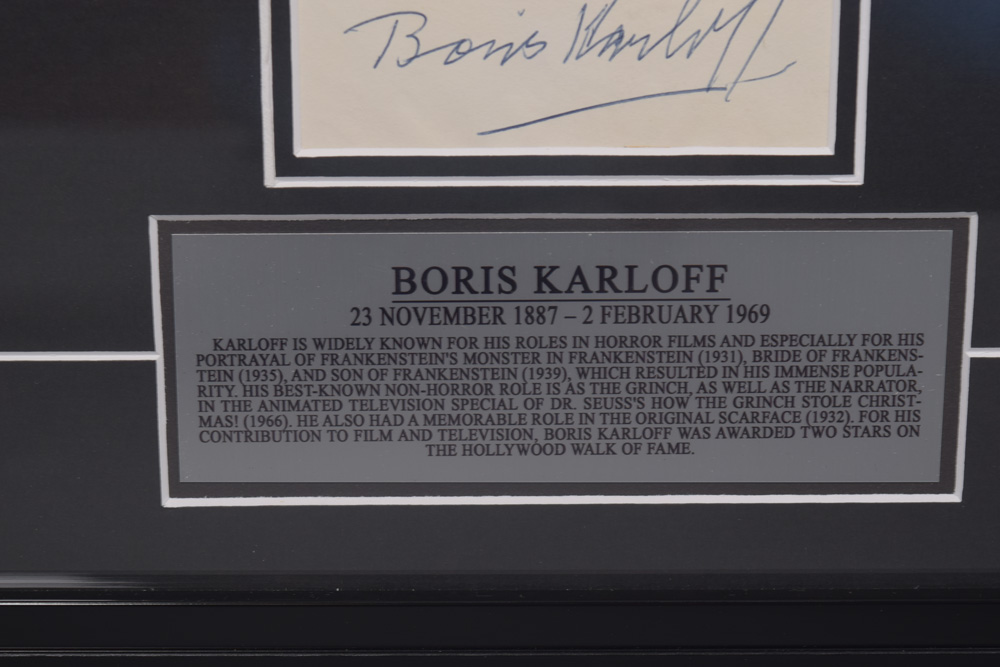 Boris Karloff
BORIS KARLOFF
23 NOVEMBER 1887 – 2 FEBRUARY 1969
KARLOFF IS WIDELY KNOWN FOR HIS ROLES IN HORROR FILMS AND ESPECIALLY FOR HIS
PORTRAYAL OF FRANKENSTEIN'S MONSTER IN FRANKENSTEIN (1931), BRIDE OF FRANKENS-
TEIN (1935), AND SON OF FRANKENSTEIN (1939), WHICH RESULTED IN HIS IMMENSE POPULA-
RITY. HIS BEST-KNOWN NON-HORROR ROLE IS AS THE GRINCH, AS WELL AS THE NARRATOR,
IN THE ANIMATED TELEVISION SPECIAL OF DR. SEUSS'S HOW THE GRINCH STOLE CHRIST-
MAS! (1966). HE ALSO HAD A MEMORABLE ROLE IN THE ORIGINAL SCARFACE (1932). FOR HIS
CONTRIBUTION TO FILM AND TELEVISION, BORIS KARLOFF WAS AWARDED TWO STARS ON
THE HOLLYWOOD WALK OF FAME.